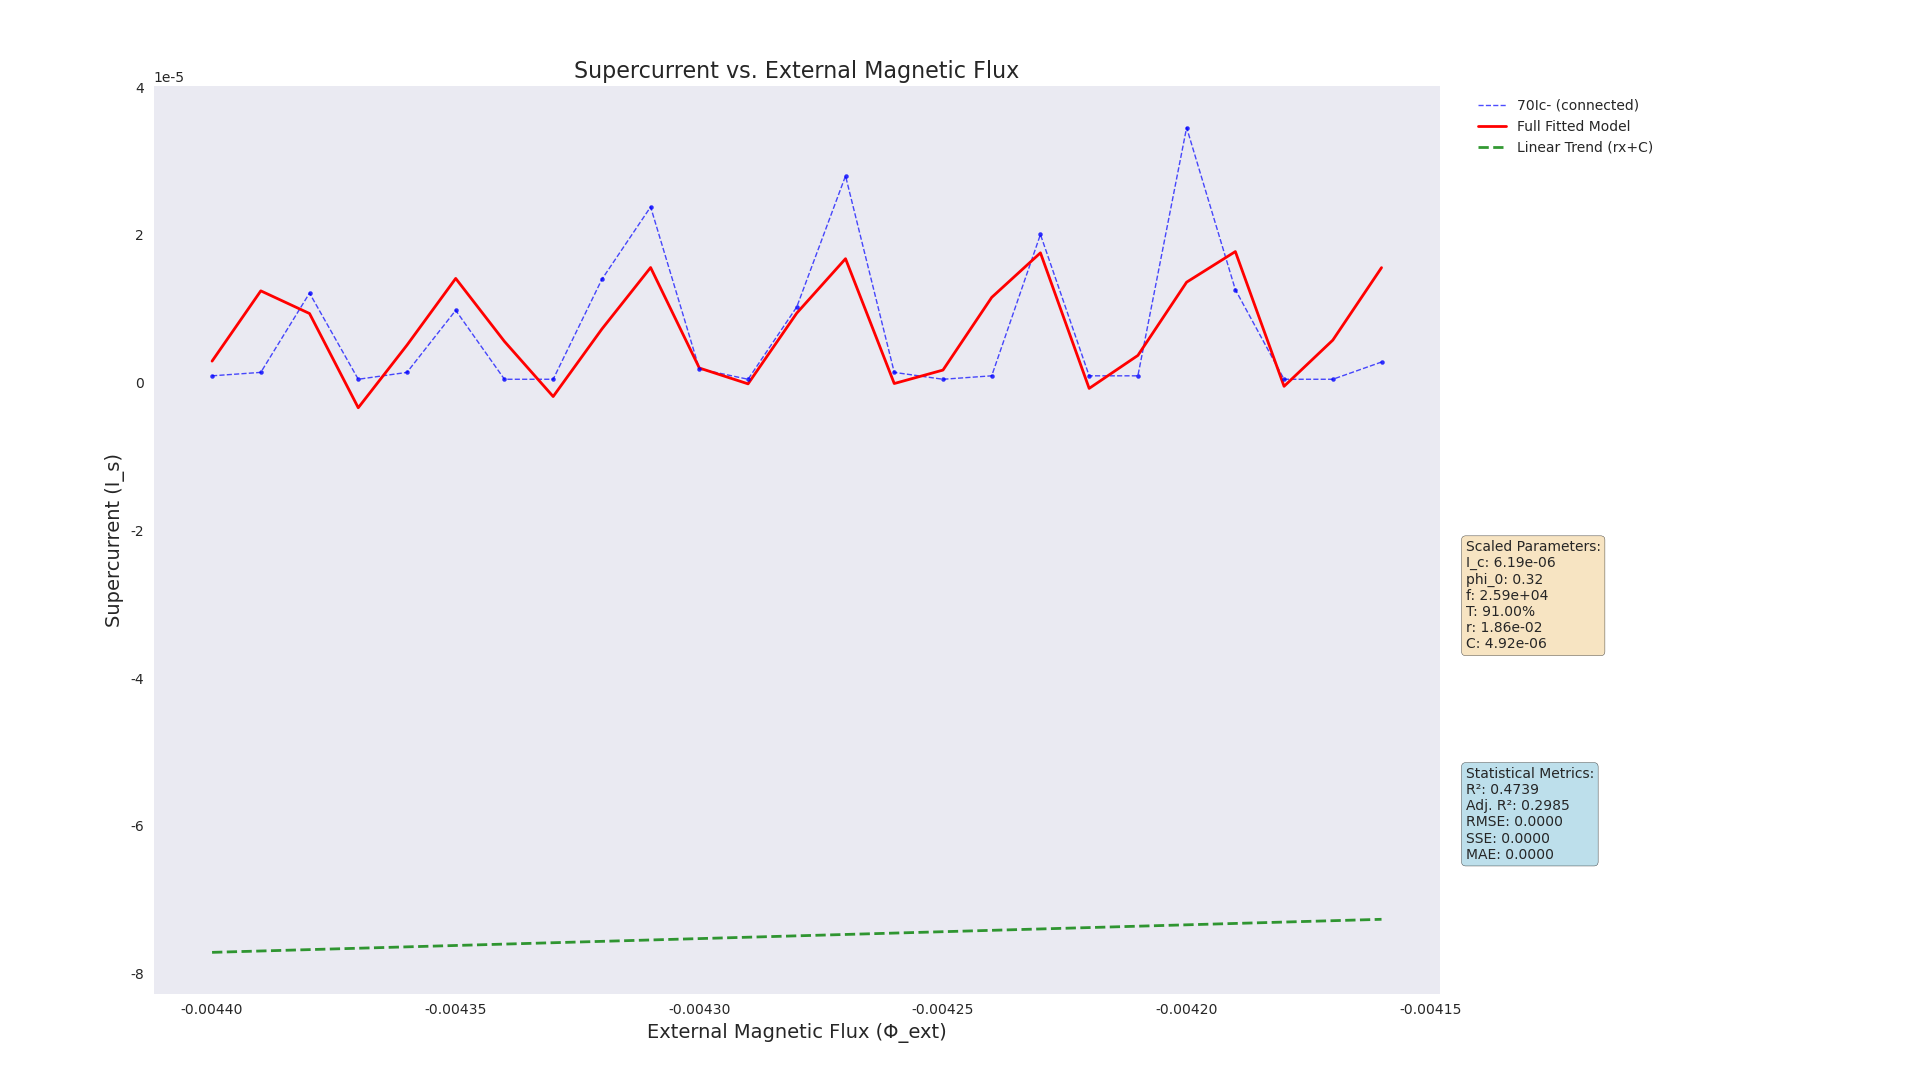 Supercurrent vs. External Magnetic Flux
1e-5
4
2
0
-2
-4
-6
-8
Supercurrent (I_s)
-0.00440
-0.00435
-0.00430
-0.00425
-0.00420
-0.00415
External Magnetic Flux (Φ_ext)
70Ic- (connected)
Full Fitted Model
Linear Trend (rx+C)
Scaled Parameters:
I_c: 6.19e-06
phi_0: 0.32
f: 2.59e+04
T: 91.00%
r: 1.86e-02
C: 4.92e-06
Statistical Metrics:
R²: 0.4739
Adj. R²: 0.2985
RMSE: 0.0000
SSE: 0.0000
MAE: 0.0000